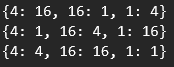 {4: 16, 16: 1, 1: 4}
{4: 1, 16: 4, 1: 16}
{4: 4, 16: 16, 1: 1}